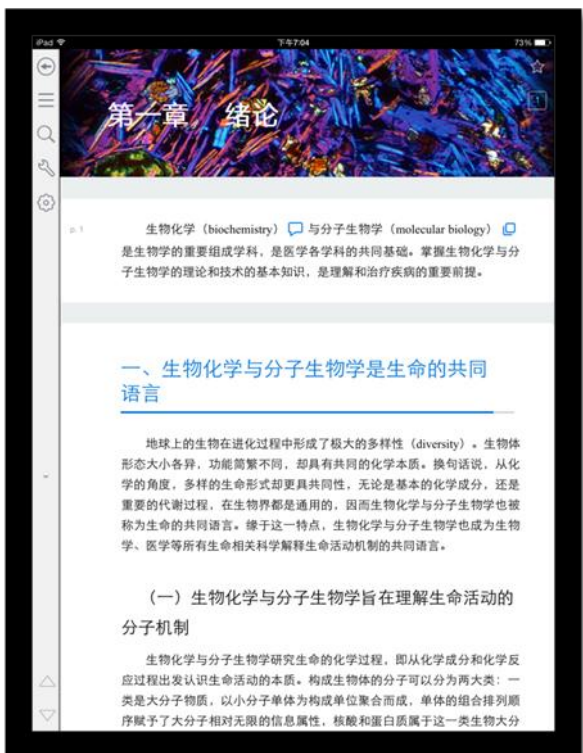 iPad 下午7:04 73%
第一章 绪论
1
p.1
生物化学（biochemistry） 与分子生物学（molecular biology）
是生物学的重要组成学科，是医学各学科的共同基础。掌握生物化学与分
子生物学的理论和技术的基本知识，是理解和治疗疾病的重要前提。
一、生物化学与分子生物学是生命的共同
语言
地球上的生物在进化过程中形成了极大的多样性（diversity）。生物体
形态大小各异，功能简繁不同，却具有共同的化学本质。换句话说，从化
学的角度，多样的生命形式却更具共同性，无论是基本的化学成分，还是
重要的代谢过程，在生物界都是通用的，因而生物化学与分子生物学也被
称为生命的共同语言。缘于这一特点，生物化学与分子生物学也成为生物
学、医学等所有生命相关科学解释生命活动机制的共同语言。
（一）生物化学与分子生物学旨在理解生命活动的
分子机制
生物化学与分子生物学研究生命的化学过程，即从化学成分和化学反
应过程出发认识生命活动的本质。构成生物体的分子可以分为两大类：一
类是大分子物质，以小分子单体为构成单位聚合而成，单体的组合排列顺
序赋予了大分子相对无限的信息属性，核酸和蛋白质属于这一类生物大分